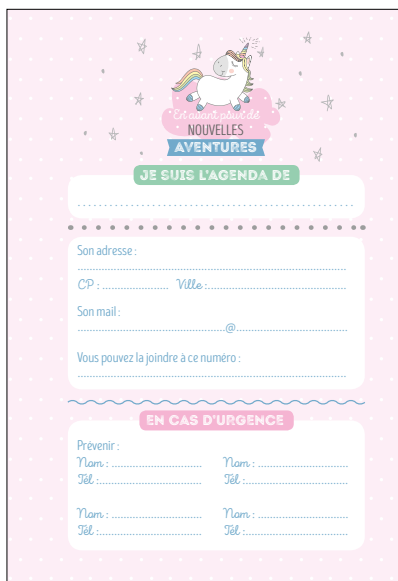 En avant pour de
NOUVELLES
AVENTURES
JE SUIS L'AGENDA DE
Son adresse :
CP : Ville :
Son mail :
@
Vous pouvez la joindre à ce numéro :
EN CAS D'URGENCE
Prévenir :
Nom : Nom :
Tél : Tél :
Nom : Nom :
Tél : Tél :